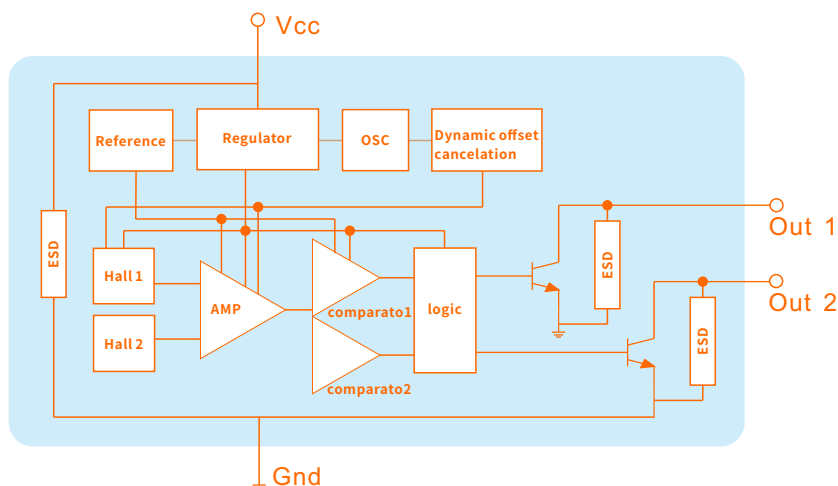 Vcc
Reference
Regulator
OSC
Dynamic offset
cancelation
Out 1
ESD
ESD
Hall 1
AMP
comparato1
logic
Out 2
Hall 2
ESD
comparato2
Gnd